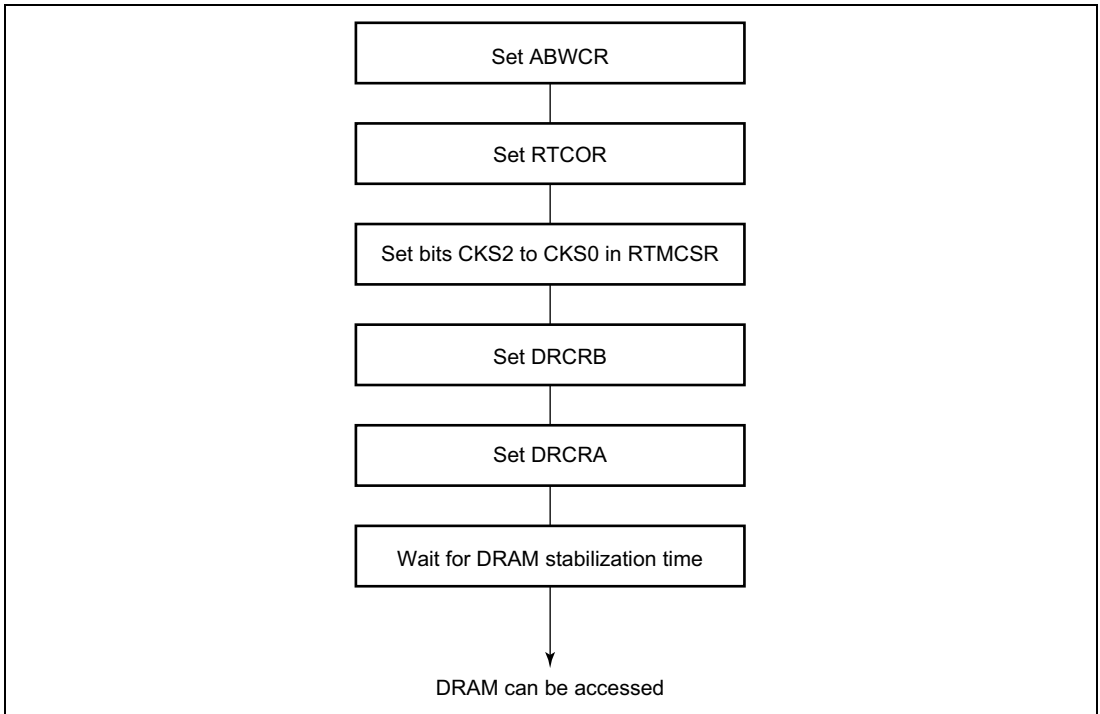 Set ABWCR
Set RTCOR
Set bits CKS2 to CKS0 in RTMCSR
Set DRCRB
Set DRCRA
Wait for DRAM stabilization time
DRAM can be accessed